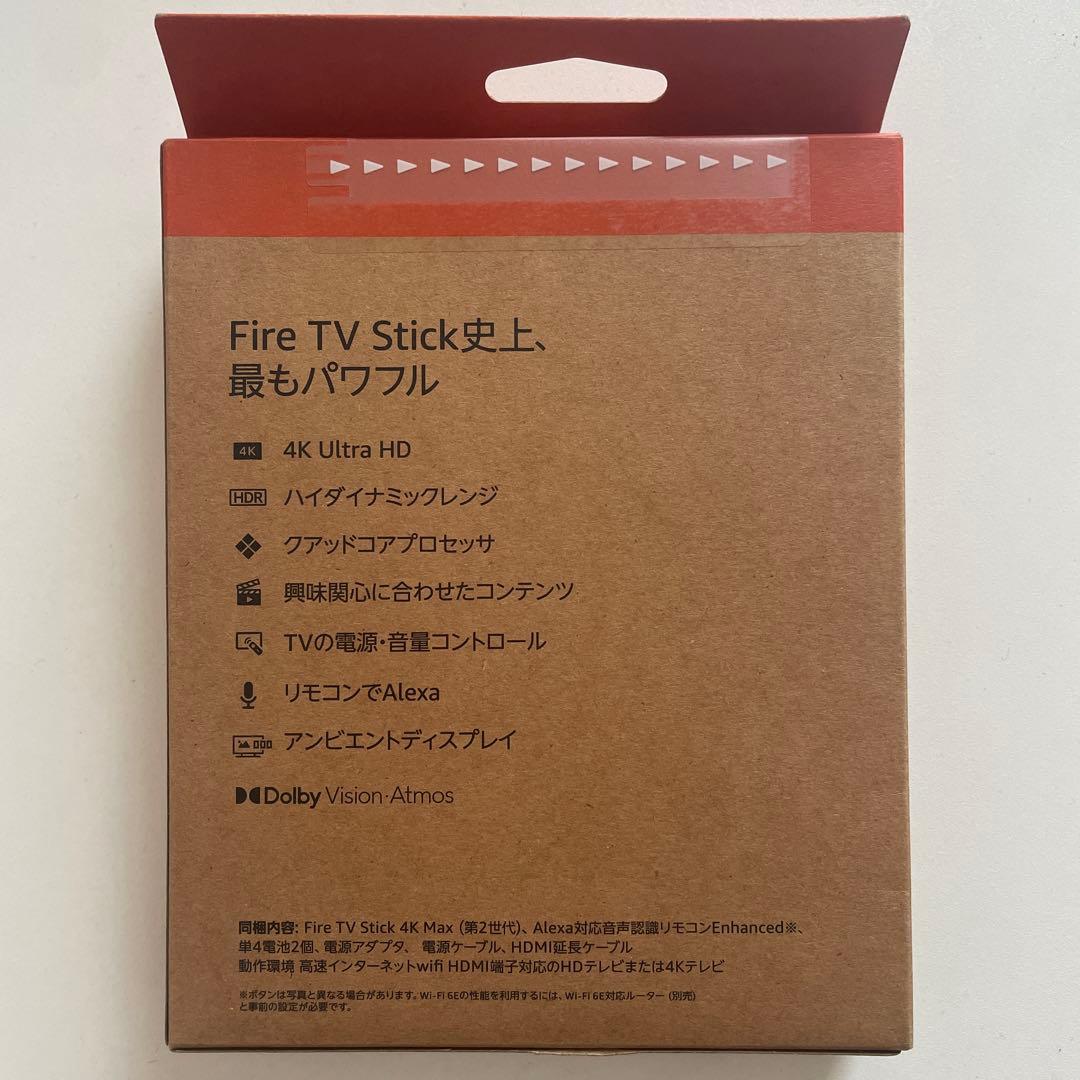 Fire TV Stick史上、
最もパワフル
4K 4K Ultra HD
HDR ハイダイナミックレンジ
クアッドコアプロセッサ
興味関心に合わせたコンテンツ
TVの電源・音量コントロール
リモコンでAlexa
アンビエントディスプレイ
Dolby Vision·Atmos
同梱内容: Fire TV Stick 4K Max（第2世代）、Alexa対応音声認識リモコンEnhanced※、
単4電池2個、電源アダプタ、 電源ケーブル、HDMI延長ケーブル
動作環境 高速インターネットwifi HDMI端子対応のHDテレビまたは4Kテレビ
※ボタンは写真と異なる場合があります。Wi-Fi 6Eの性能を利用するには、Wi-Fi 6E対応ルーター（別売）
と事前の設定が必要です。